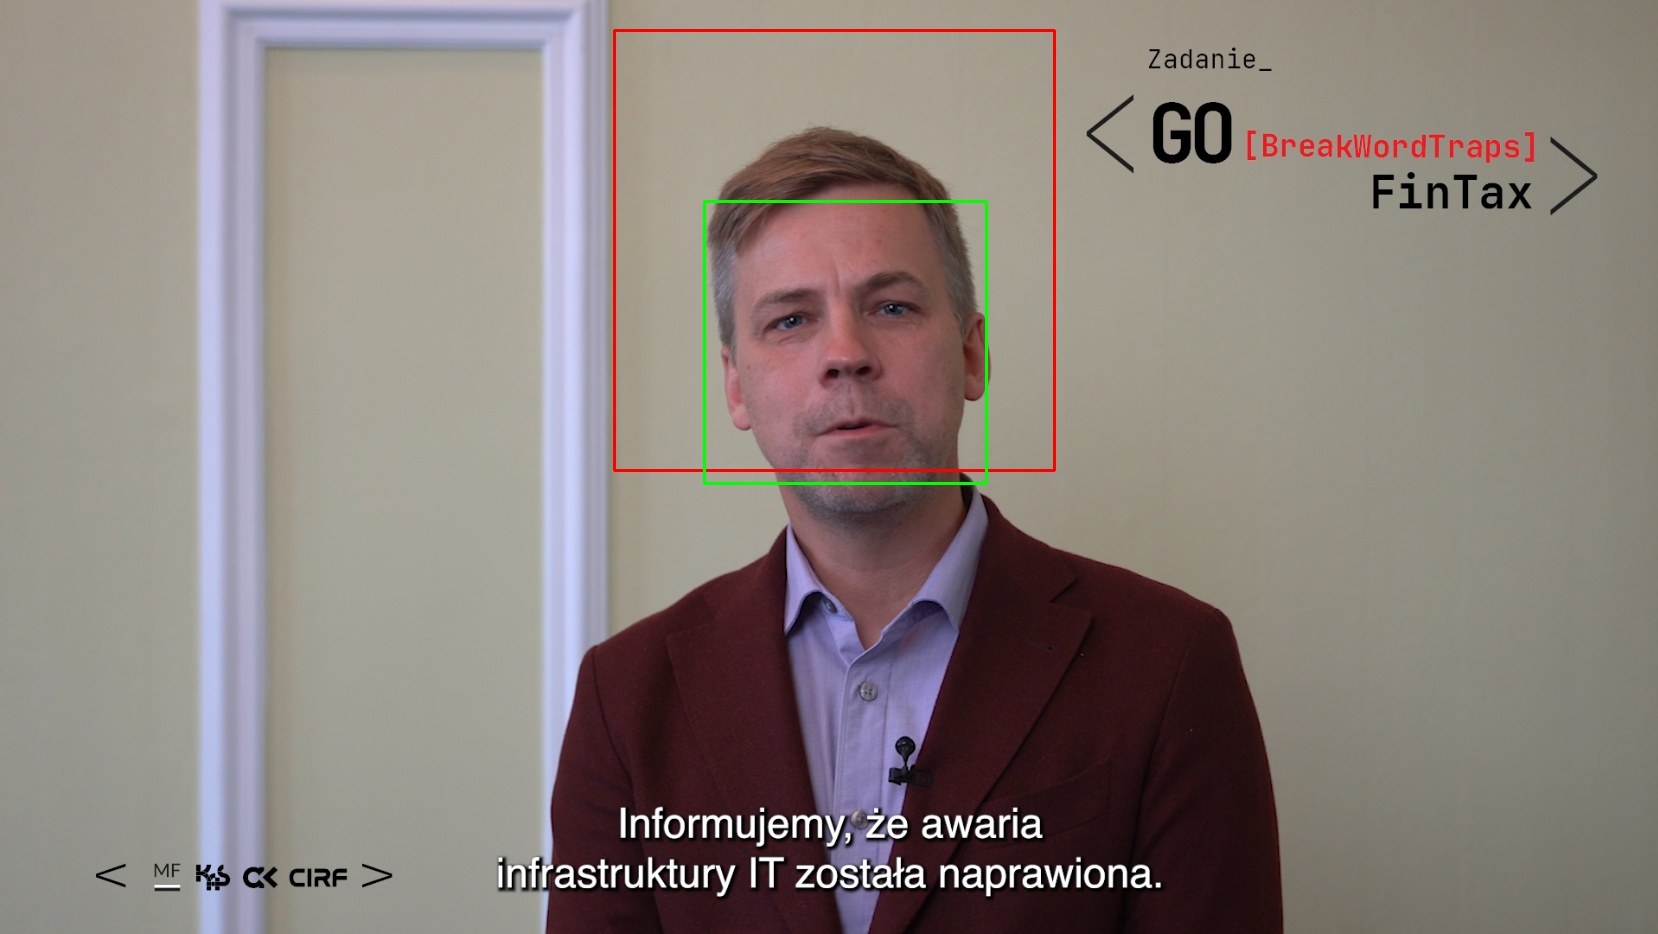 Zadanie_
< GO [BreakWordTraps]
FinTax >
Informujemy, że awaria
infrastruktury IT została naprawiona.
< MF KAS CK CIRF >